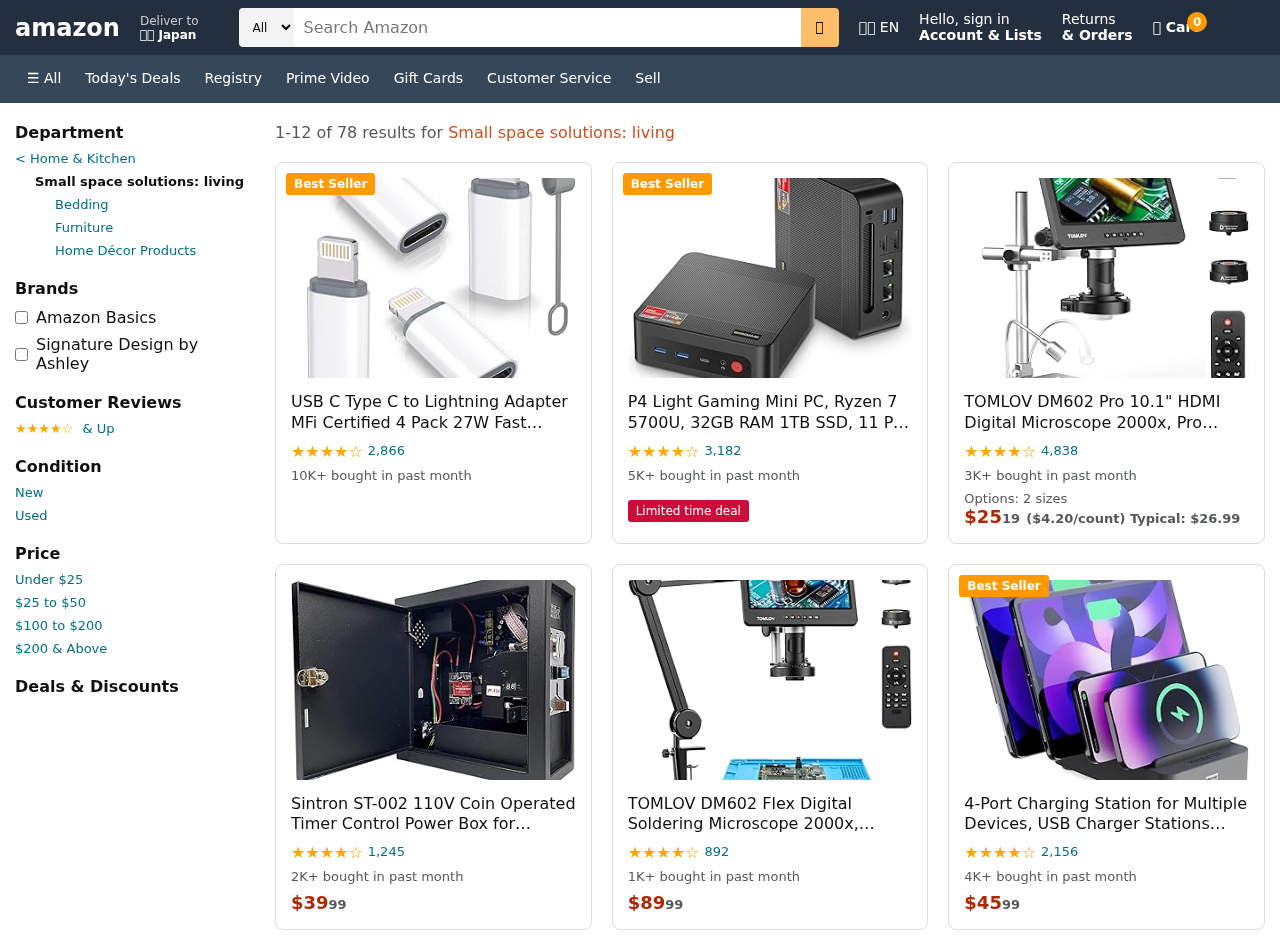 amazon
Deliver to
Japan
All
Search Amazon
EN
Hello, sign in
Account & Lists
Returns
& Orders
Car
0
☰ All
Today's Deals
Registry
Prime Video
Gift Cards
Customer Service
Sell
Department
< Home & Kitchen
Small space solutions: living
Bedding
Furniture
Home Décor Products
Brands
Amazon Basics
Signature Design by
Ashley
Customer Reviews
★★★★☆ & Up
Condition
New
Used
Price
Under $25
$25 to $50
$100 to $200
$200 & Above
Deals & Discounts
1-12 of 78 results for Small space solutions: living
Best Seller
USB C Type C to Lightning Adapter
MFi Certified 4 Pack 27W Fast…
★★★★☆ 2,866
10K+ bought in past month
Best Seller
P4 Light Gaming Mini PC, Ryzen 7
5700U, 32GB RAM 1TB SSD, 11 P…
★★★★☆ 3,182
5K+ bought in past month
Limited time deal
TOMLOV
TOMLOV DM602 Pro 10.1" HDMI
Digital Microscope 2000x, Pro…
★★★★☆ 4,838
3K+ bought in past month
Options: 2 sizes
$25 19 ($4.20/count) Typical: $26.99
Sintron ST-002 110V Coin Operated
Timer Control Power Box for…
★★★★☆ 1,245
2K+ bought in past month
$39 99
TOMLOV
TOMLOV DM602 Flex Digital
Soldering Microscope 2000x,…
★★★★☆ 892
1K+ bought in past month
$89 99
Best Seller
4-Port Charging Station for Multiple
Devices, USB Charger Stations…
★★★★☆ 2,156
4K+ bought in past month
$45 99